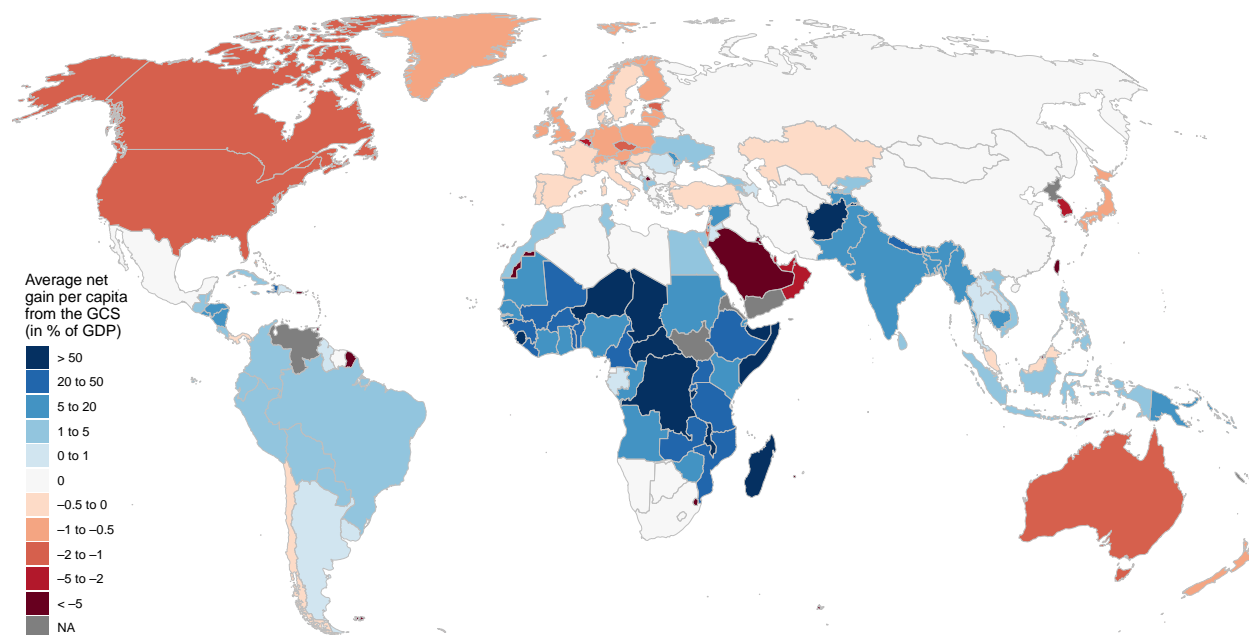 Average net
gain per capita
from the GCS
(in % of GDP)
> 50
20 to 50
5 to 20
1 to 5
0 to 1
0
–0.5 to 0
–1 to –0.5
–2 to –1
–5 to –2
< –5
NA